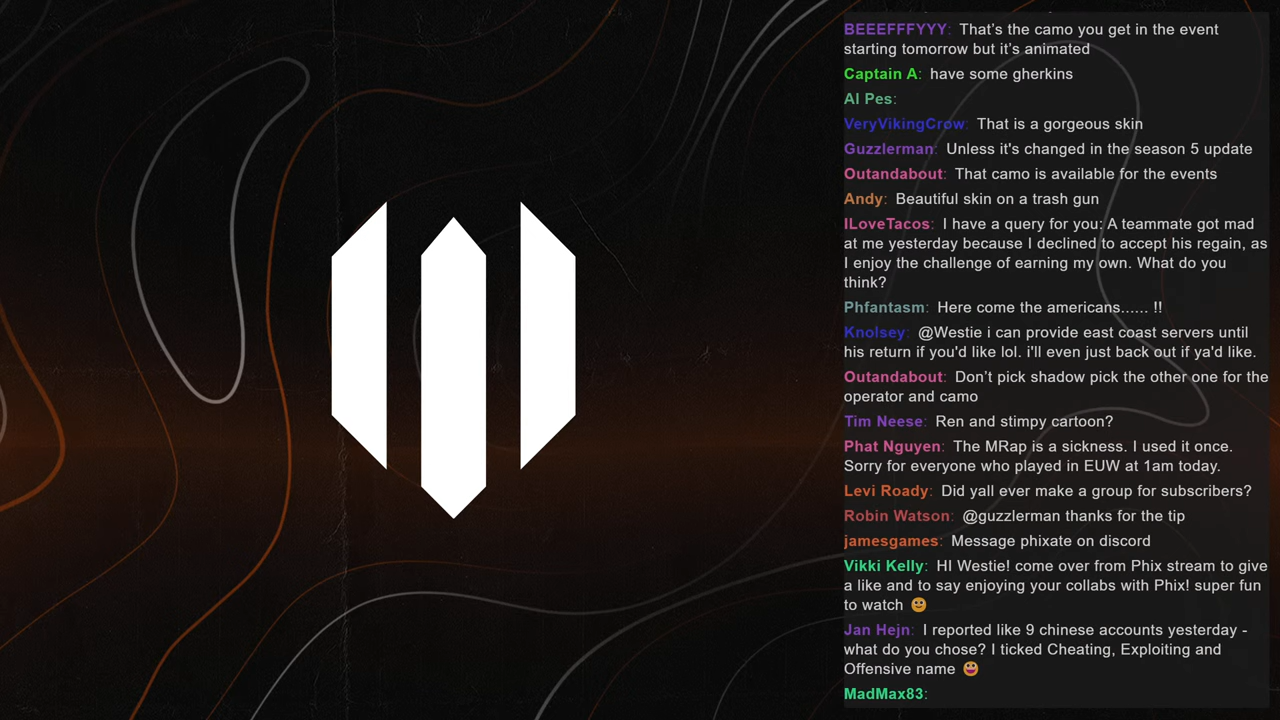 BEEEFFFYYY: That’s the camo you get in the event
starting tomorrow but it’s animated
Captain A: have some gherkins
Al Pes:
VeryVikingCrow: That is a gorgeous skin
Guzzlerman: Unless it's changed in the season 5 update
Outandabout: That camo is available for the events
Andy: Beautiful skin on a trash gun
ILoveTacos: I have a query for you: A teammate got mad
at me yesterday because I declined to accept his regain, as
I enjoy the challenge of earning my own. What do you
think?
Phfantasm: Here come the americans...... !!
Knolsey: @Westie i can provide east coast servers until
his return if you'd like lol. i'll even just back out if ya'd like.
Outandabout: Don’t pick shadow pick the other one for the
operator and camo
Tim Neese: Ren and stimpy cartoon?
Phat Nguyen: The MRap is a sickness. I used it once.
Sorry for everyone who played in EUW at 1am today.
Levi Roady: Did yall ever make a group for subscribers?
Robin Watson: @guzzlerman thanks for the tip
jamesgames: Message phixate on discord
Vikki Kelly: HI Westie! come over from Phix stream to give
a like and to say enjoying your collabs with Phix! super fun
to watch
Jan Hejn: I reported like 9 chinese accounts yesterday -
what do you chose? I ticked Cheating, Exploiting and
Offensive name
MadMax83: